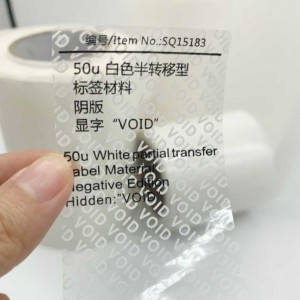 编号/Item No.:SQ15183
50u 白色半转移型
标签材料
阴版
显字“VOID”
50u White partial transfer
Label Material
Negative Edition
Hidden:"VOID"